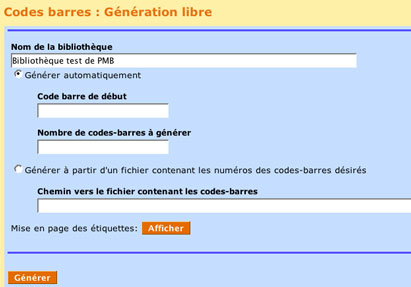 Codes barres : Génération libre
Nom de la bibliothèque
Bibliothèque test de PMB
Générer automatiquement
Code barre de début
Nombre de codes-barres à générer
Générer à partir d'un fichier contenant les numéros des codes-barres désirés
Chemin vers le fichier contenant les codes-barres
Mise en page des étiquettes: Afficher
Générer